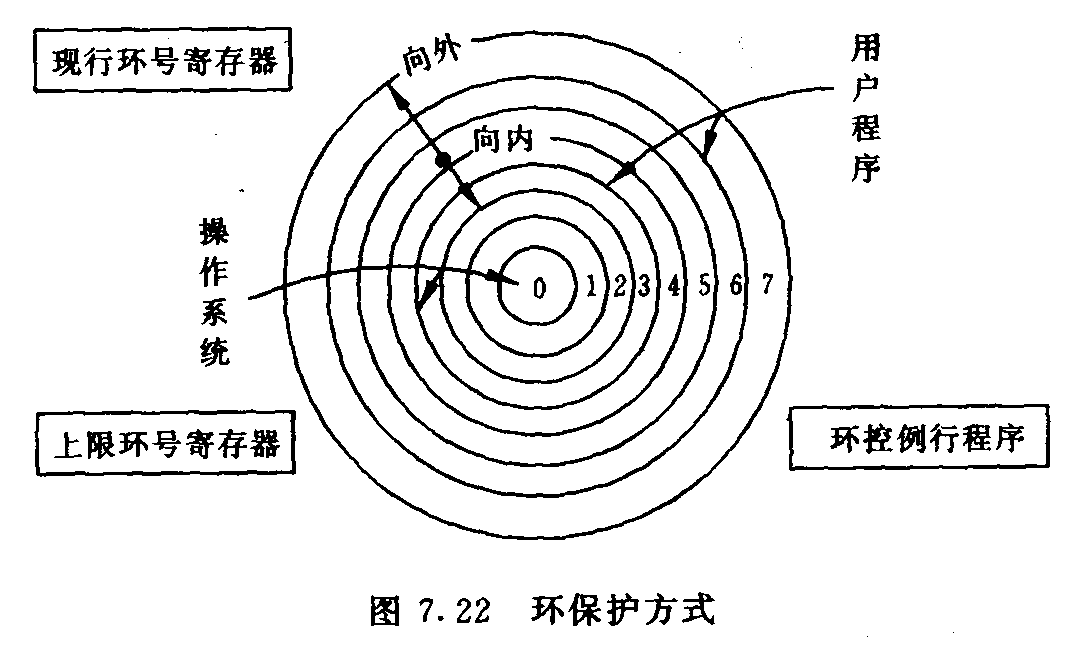 现行环号寄存器
向外
用户程序
向内
操作系统
0 1 2 3 4 5 6 7
上限环号寄存器
环控例行程序
图 7.22 环保护方式